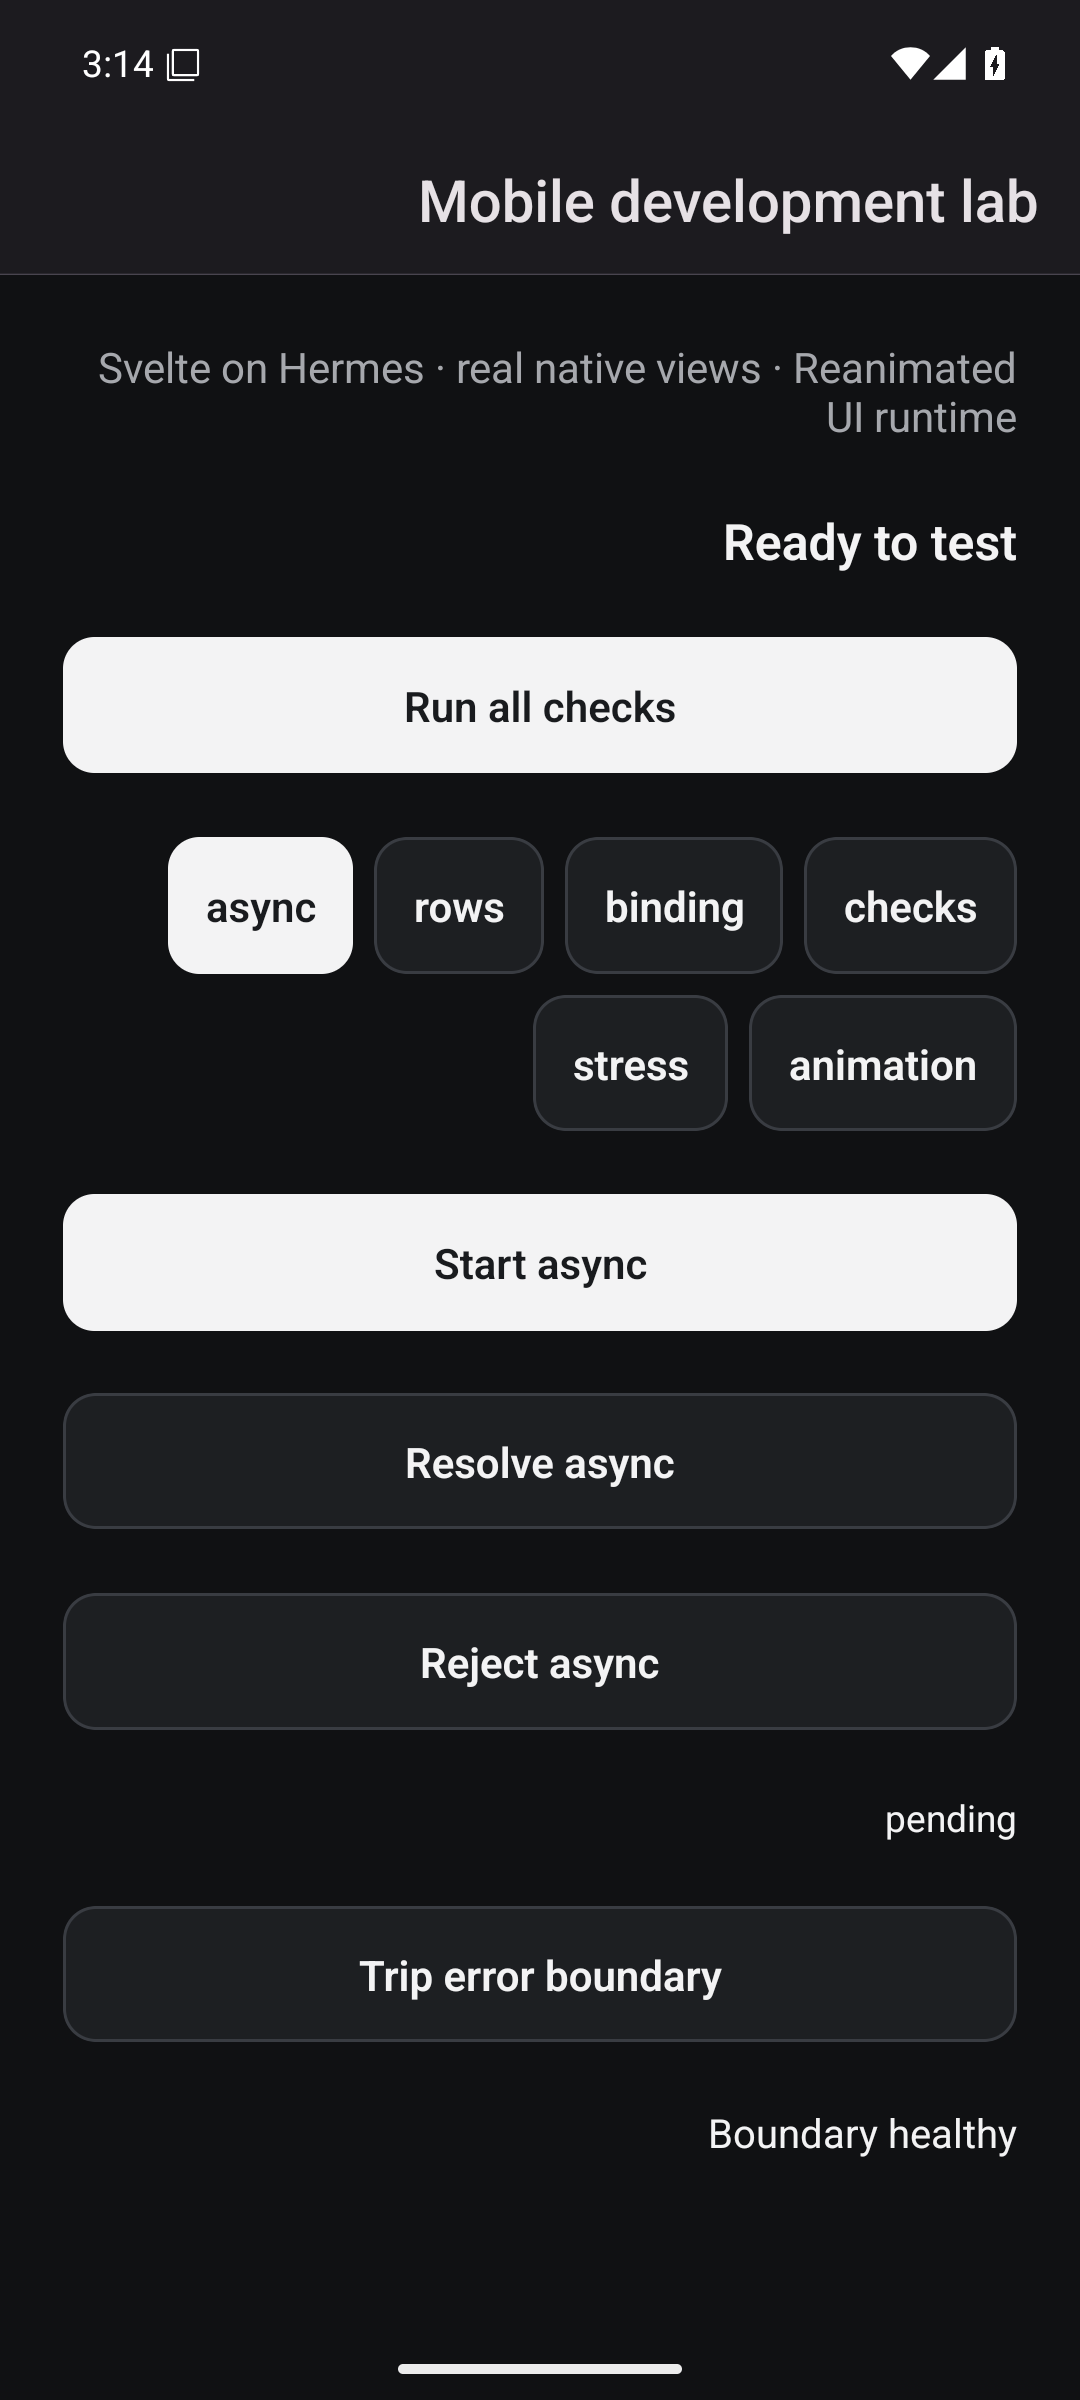 3:14
Mobile development lab
Svelte on Hermes · real native views · Reanimated
UI runtime
Ready to test
Run all checks
async rows binding checks
stress animation
Start async
Resolve async
Reject async
pending
Trip error boundary
Boundary healthy